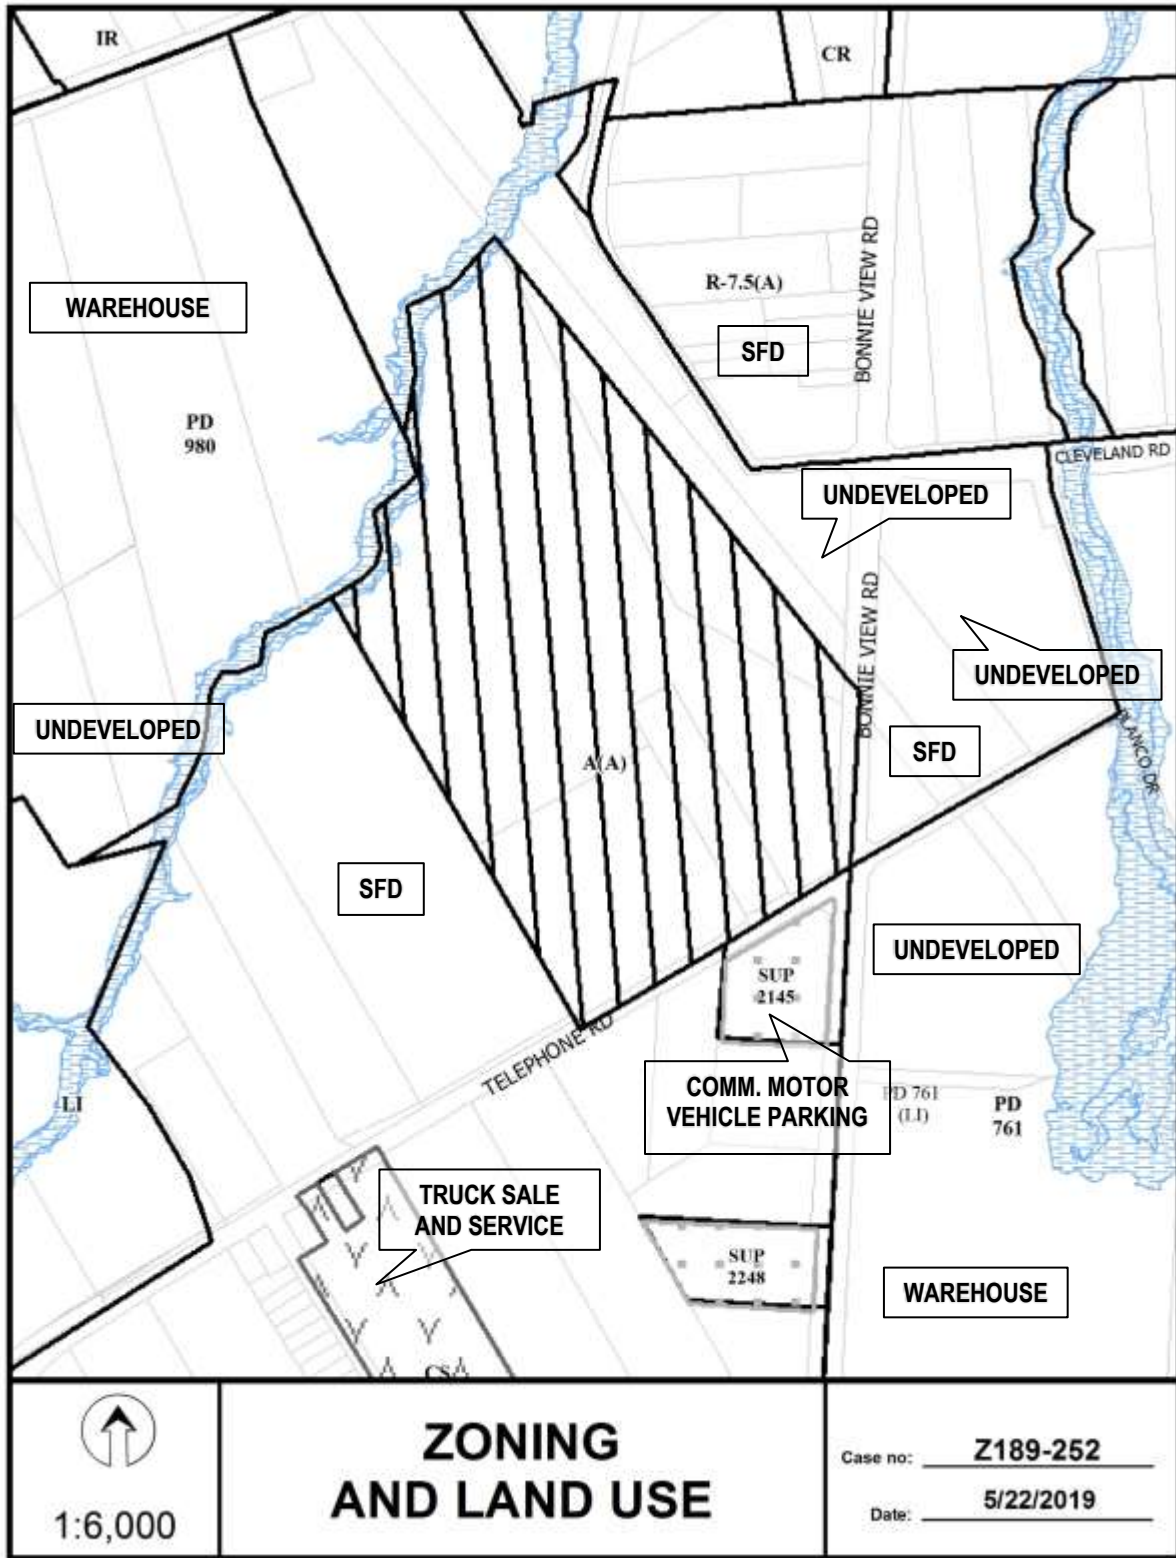 IR
CR
BONNIE VIEW RD
R-7.5(A)
WAREHOUSE
SFD
PD
980
CLEVELAND RD
UNDEVELOPED
BONNIE VIEW RD
UNDEVELOPED
UNDEVELOPED
BLANCO DR
SFD
A(A)
SFD
UNDEVELOPED
SUP
2145
TELEPHONE RD
COMM. MOTOR
VEHICLE PARKING
PD 761
(LI)
PD
761
LI
TRUCK SALE
AND SERVICE
SUP
2248
WAREHOUSE
CS
1:6,000
ZONING
AND LAND USE
Case no: Z189-252
Date: 5/22/2019